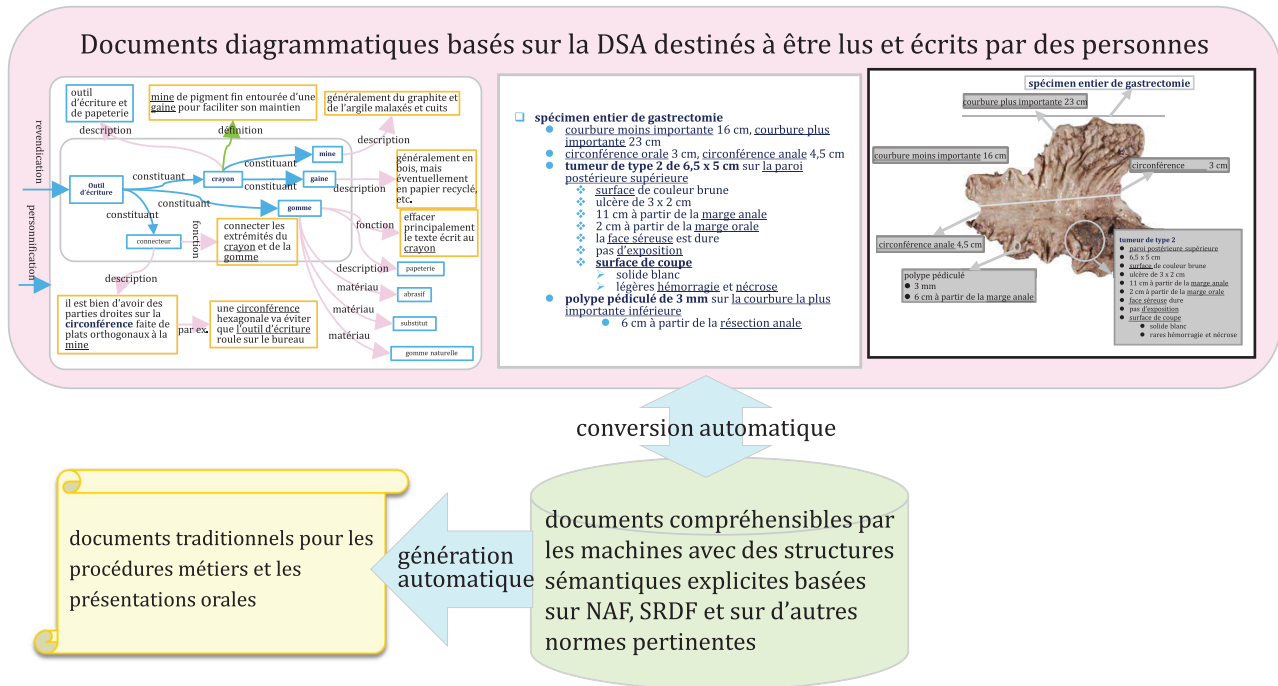 Documents diagrammatiques basés sur la DSA destinés à être lus et écrits par des personnes
revendication
personnification
outil
d'écriture et
de papeterie
mine de pigment fin entourée d'une
gaine pour faciliter son maintien
généralement du graphite et
de l'argile malaxés et cuits
description
définition
description
Outil
d'écriture
constituant
crayon
constituant
mine
constituant
gaine
description
généralement en
bois, mais
éventuellement
en papier recyclé,
etc.
constituant
gomme
constituant
connecteur
fonction
connecter les
extrémités du
crayon et de la
gomme
fonction
effacer
principalement
le texte écrit au
crayon
description
papeterie
matériau
abrasif
matériau
substitut
matériau
gomme naturelle
description
il est bien d'avoir des
parties droites sur la
circonférence faite de
plats orthogonaux à la
mine
par ex.
une circonférence
hexagonale va éviter
que l'outil d'écriture
roule sur le bureau
spécimen entier de gastrectomie
courbure moins importante 16 cm, courbure plus
importante 23 cm
circonférence orale 3 cm, circonférence anale 4,5 cm
tumeur de type 2 de 6,5 x 5 cm sur la paroi
postérieure supérieure
surface de couleur brune
ulcère de 3 x 2 cm
11 cm à partir de la marge anale
2 cm à partir de la marge orale
la face séreuse est dure
pas d'exposition
surface de coupe
solide blanc
légères hémorragie et nécrose
polype pédiculé de 3 mm sur la courbure la plus
importante inférieure
6 cm à partir de la résection anale
spécimen entier de gastrectomie
courbure plus importante 23 cm
courbure moins importante 16 cm
circonférence 3 cm
circonférence anale 4,5 cm
polype pédiculé
● 3 mm
● 6 cm à partir de la marge anale
tumeur de type 2
● paroi postérieure supérieure
● 6,5 x 5 cm
● surface de couleur brune
● ulcère de 3 x 2 cm
● 11 cm à partir de la marge anale
● 2 cm à partir de la marge orale
● face séreuse dure
● pas d'exposition
● surface de coupe
● solide blanc
● rares hémorragie et nécrose
conversion automatique
documents compréhensibles par
les machines avec des structures
sémantiques explicites basées
sur NAF, SRDF et sur d'autres
normes pertinentes
génération
automatique
documents traditionnels pour les
procédures métiers et les
présentations orales